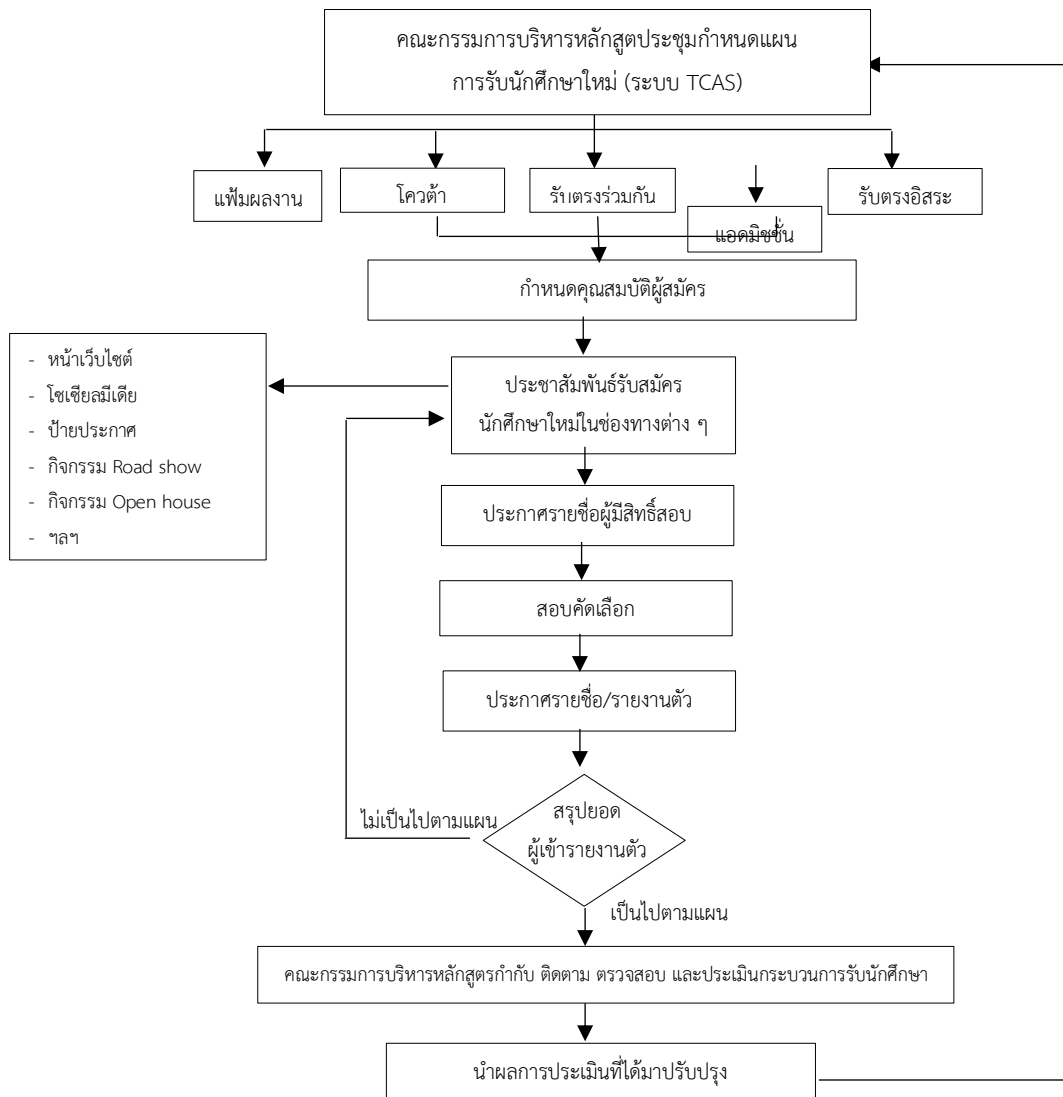 คณะกรรมการบริหารหลักสูตประชุมกำหนดแผน
การรับนักศึกษาใหม่ (ระบบ TCAS)
แฟ้มผลงาน
โควต้า
รับตรงร่วมกัน
แอดมิชชั่น
รับตรงอิสระ
กำหนดคุณสมบัติผู้สมัคร
- หน้าเว็บไซต์
- โซเชียลมีเดีย
- ป้ายประกาศ
- กิจกรรม Road show
- กิจกรรม Open house
- ฯลฯ
ประชาสัมพันธ์รับสมัคร
นักศึกษาใหม่ในช่องทางต่าง ๆ
ประกาศรายชื่อผู้มีสิทธิ์สอบ
สอบคัดเลือก
ประกาศรายชื่อ/รายงานตัว
สรุปยอด
ผู้เข้ารายงานตัว
ไม่เป็นไปตามแผน
เป็นไปตามแผน
คณะกรรมการบริหารหลักสูตรกำกับ ติดตาม ตรวจสอบ และประเมินกระบวนการรับนักศึกษา
นำผลการประเมินที่ได้มาปรับปรุง